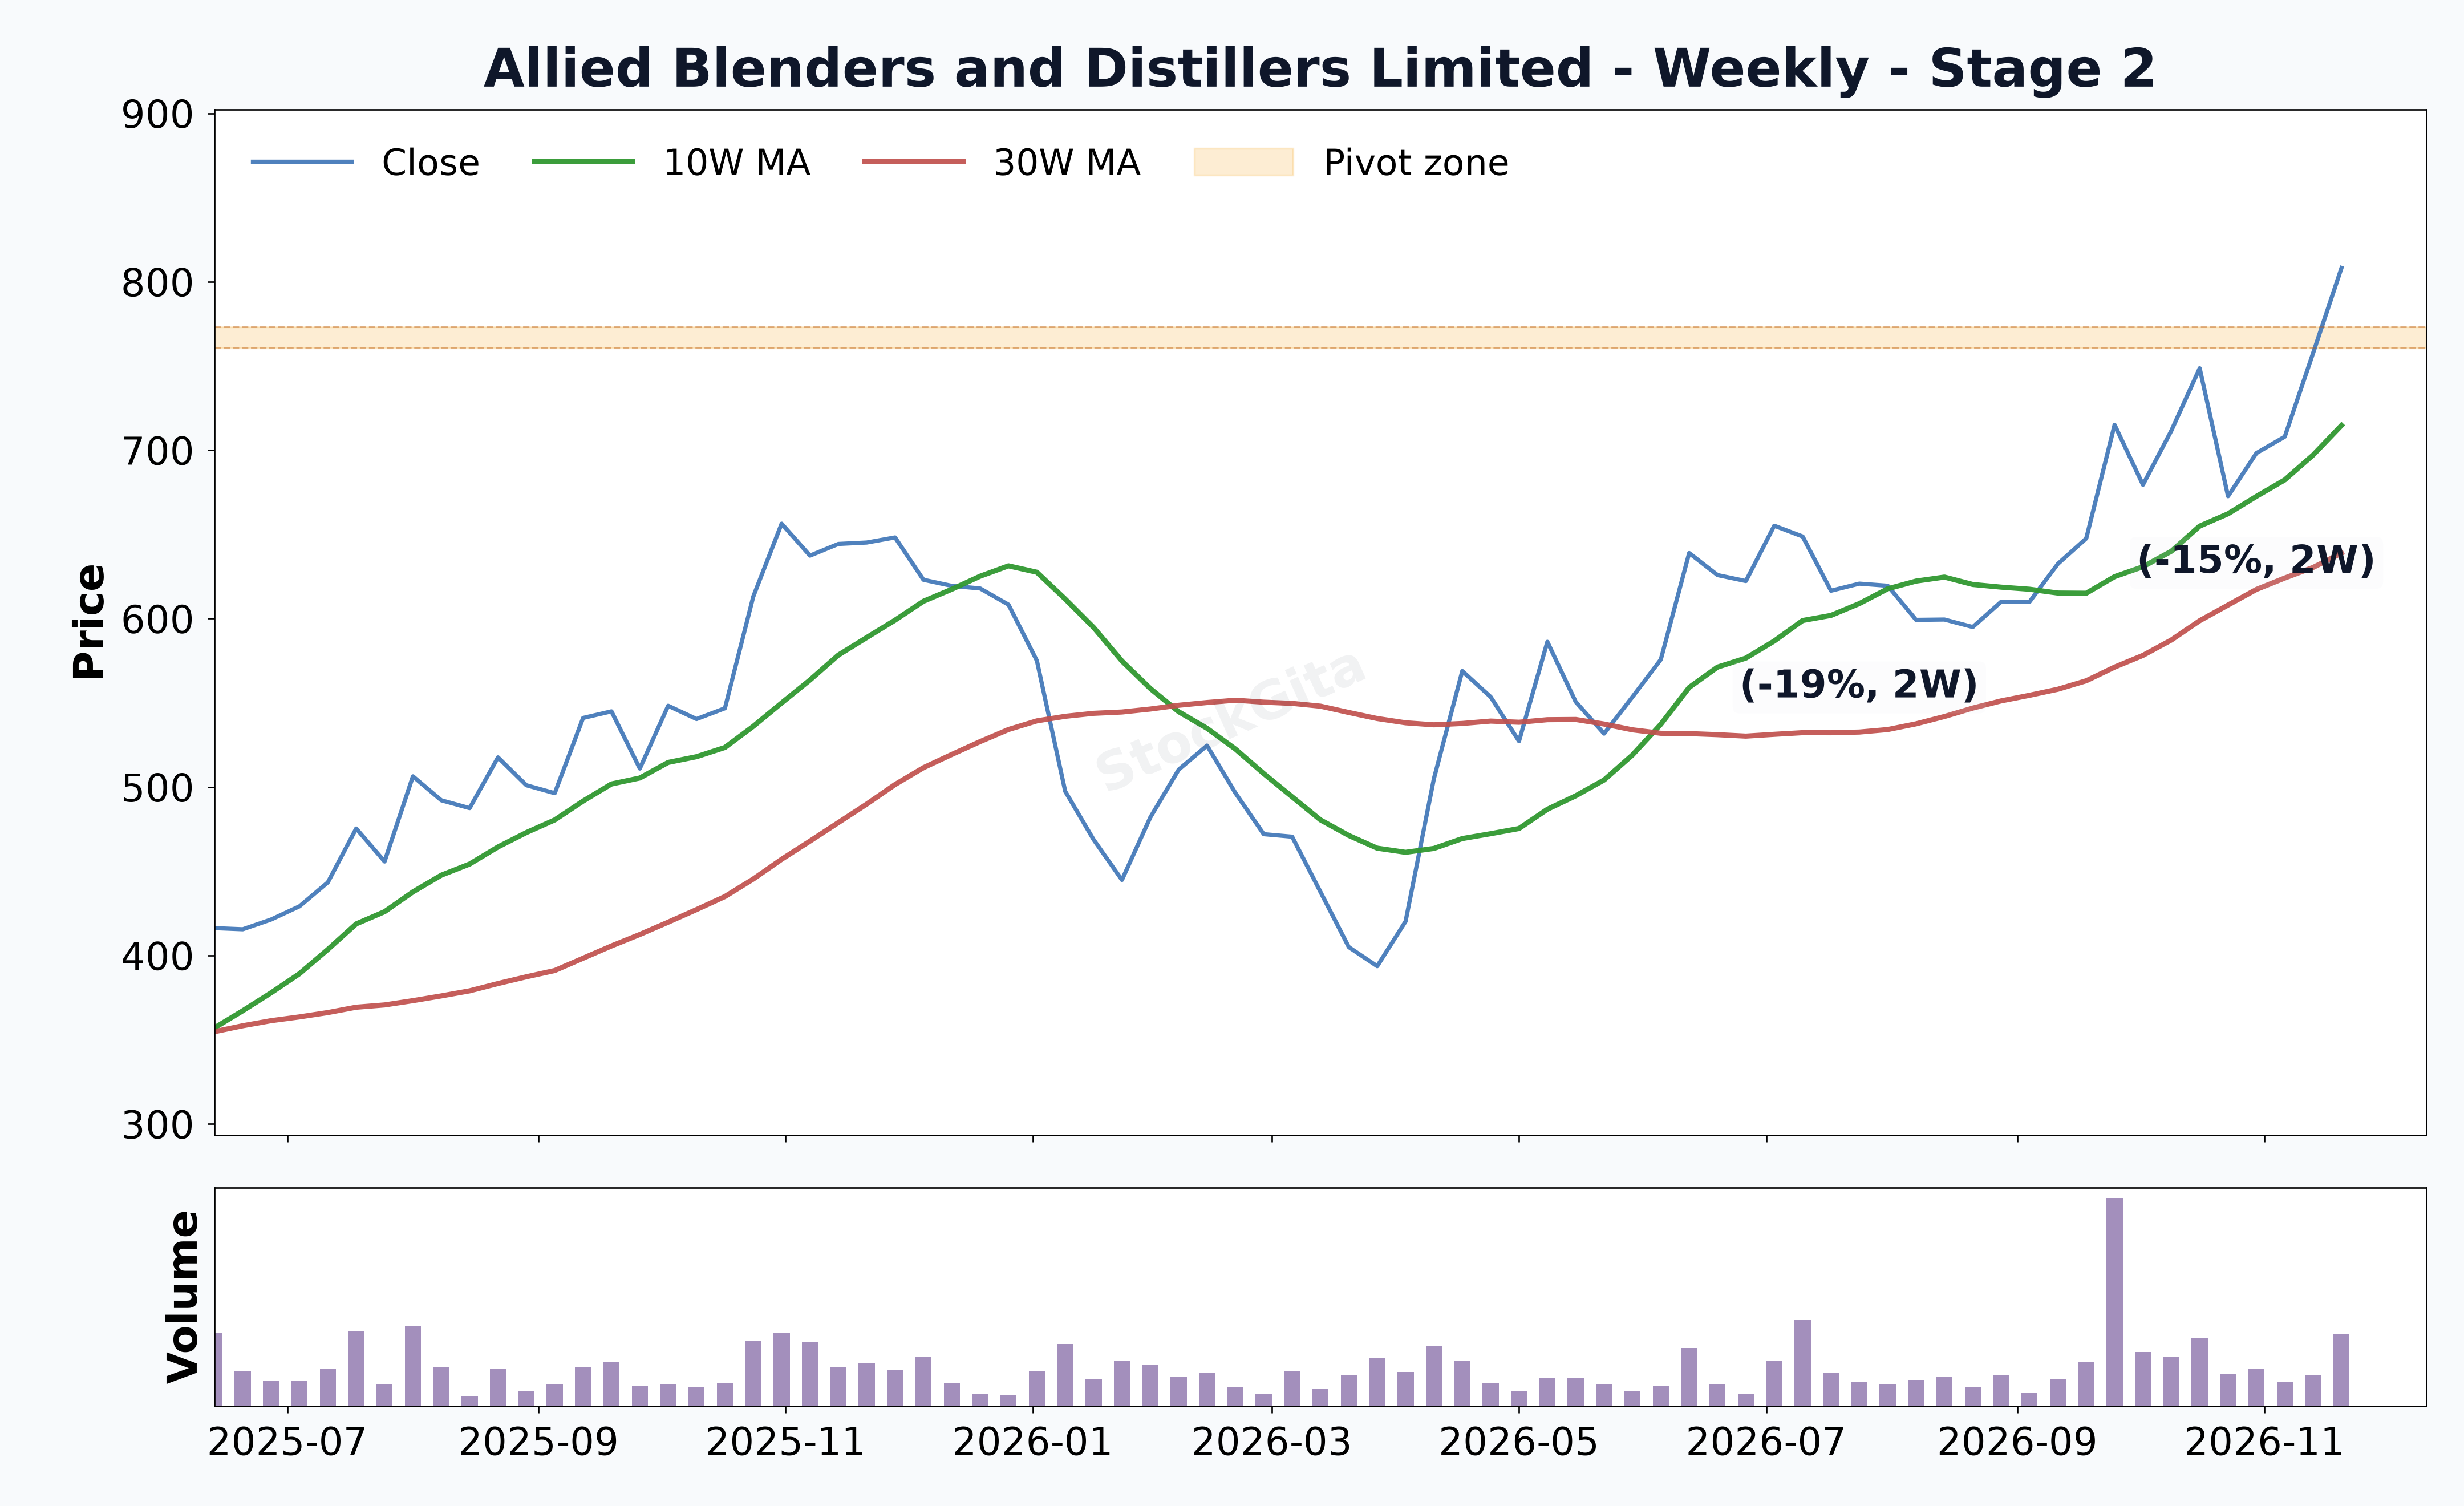 Allied Blenders and Distillers Limited - Weekly - Stage 2
Close 10W MA 30W MA Pivot zone
Price
900
800
700
600
500
400
300
(-15%, 2W)
(-19%, 2W)
StockGita
Volume
2025-07 2025-09 2025-11 2026-01 2026-03 2026-05 2026-07 2026-09 2026-11